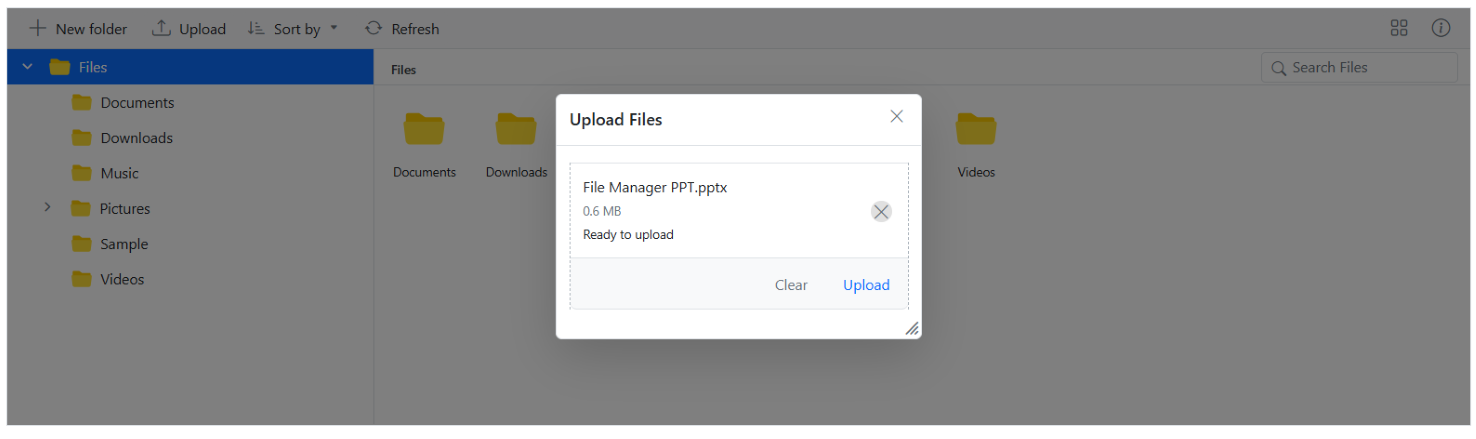 New folder Upload Sort by Refresh
Files
Documents
Downloads
Music
Pictures
Sample
Videos
Files
Search Files
Documents Downloads Videos
Upload Files
File Manager PPT.pptx
0.6 MB
Ready to upload
Clear Upload